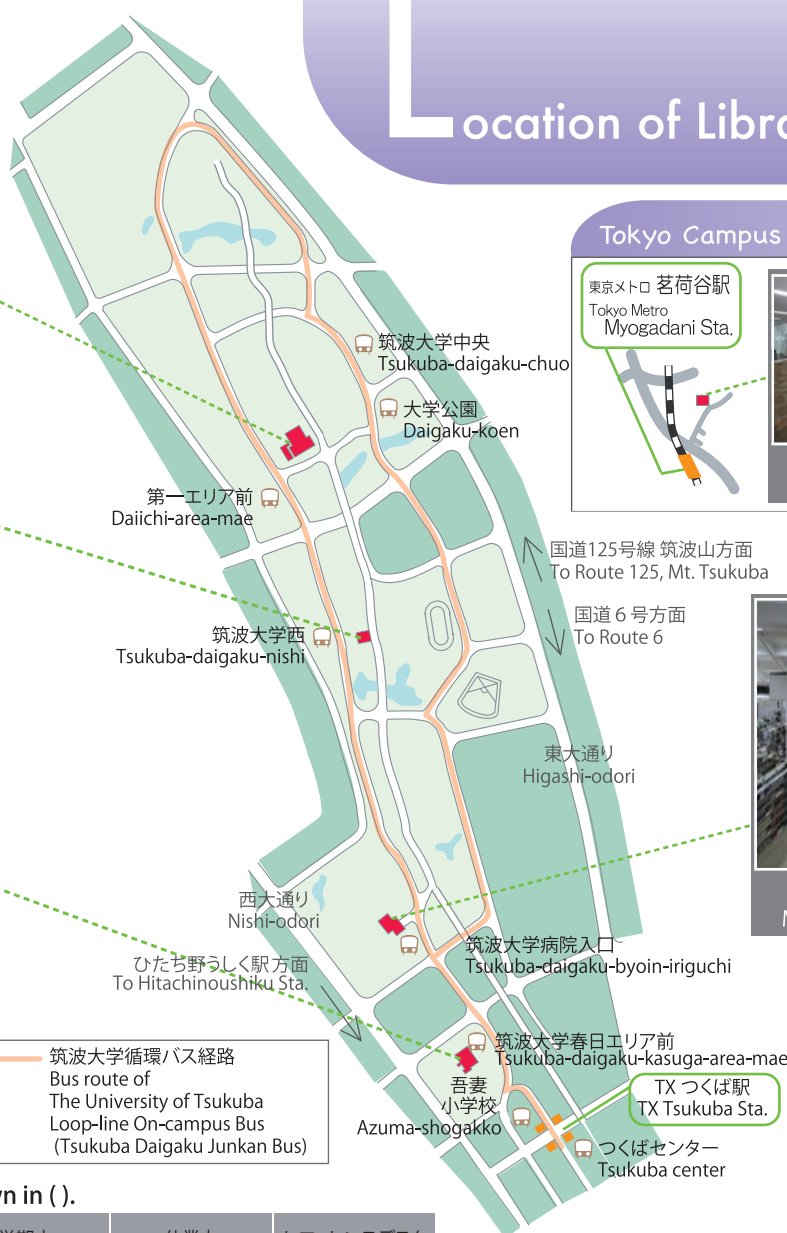 Location of Libra
Tokyo Campus
東京メトロ 茗荷谷駅
Tokyo Metro
Myogadani Sta.
筑波大学中央
Tsukuba-daigaku-chuo
大学公園
Daigaku-koen
第一エリア前
Daiichi-area-mae
国道125号線 筑波山方面
To Route 125, Mt. Tsukuba
国道６号方面
To Route 6
筑波大学西
Tsukuba-daigaku-nishi
東大通り
Higashi-odori
西大通り
Nishi-odori
ひたち野うしく駅方面
To Hitachinoushiku Sta.
筑波大学病院入口
Tsukuba-daigaku-byoin-iriguchi
筑波大学春日エリア前
Tsukuba-daigaku-kasuga-area-mae
吾妻
小学校
Azuma-shogakko
TX つくば駅
TX Tsukuba Sta.
つくばセンター
Tsukuba center
筑波大学循環バス経路
Bus route of
The University of Tsukuba
Loop-line On-campus Bus
(Tsukuba Daigaku Junkan Bus)
n in ( ).